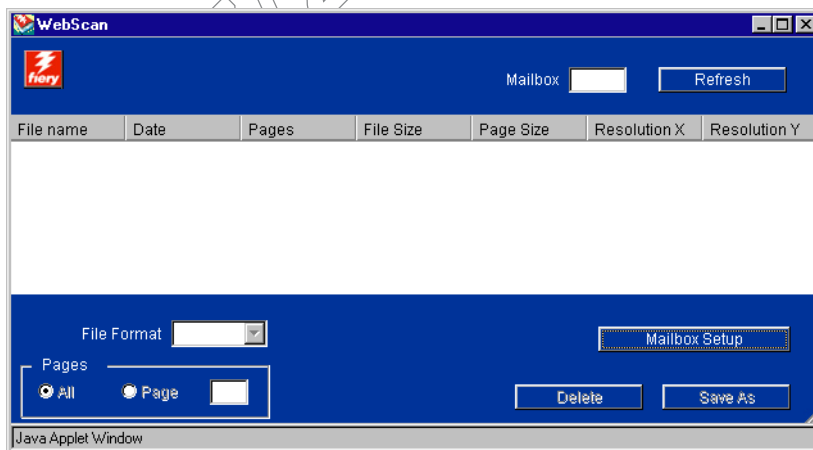 WebScan
fiery
Mailbox Refresh
File name Date Pages File Size Page Size Resolution X Resolution Y
File Format
Mailbox Setup
Pages
All Page
Delete Save As
Java Applet Window